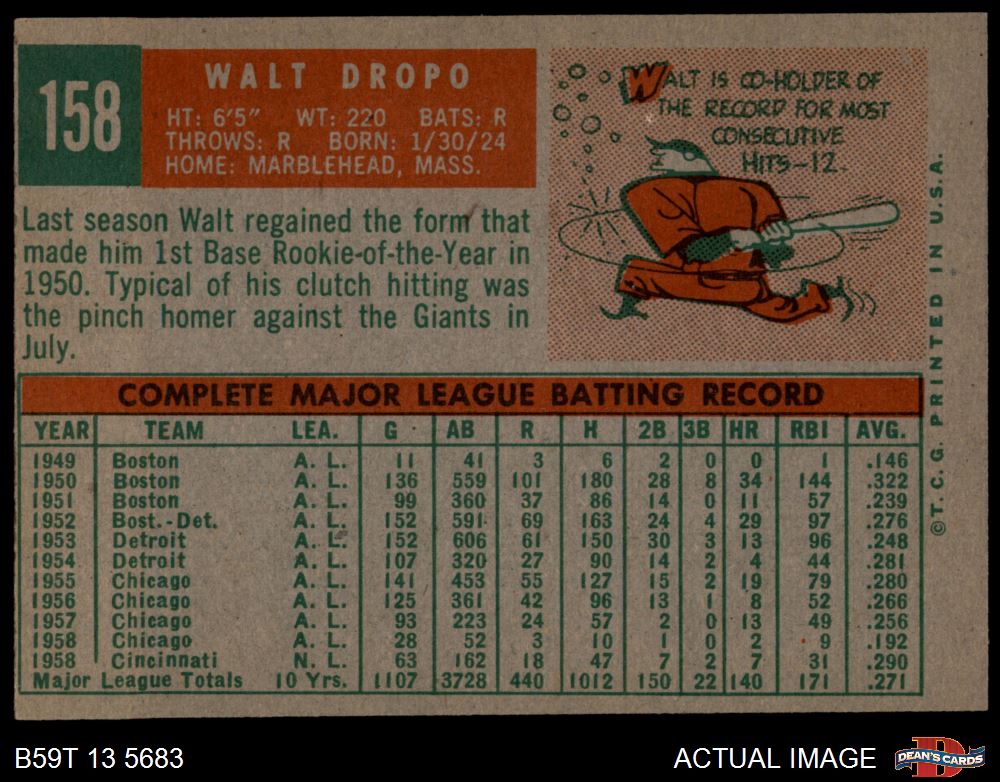 158
WALT DROPO
HT: 6'5" WT: 220 BATS: R
THROWS: R BORN: 1/30/24
HOME: MARBLEHEAD, MASS.
WALT IS CO-HOLDER OF
THE RECORD FOR MOST
CONSECUTIVE
HITS-12.
Last season Walt regained the form that
made him 1st Base Rookie-of-the-Year in
1950. Typical of his clutch hitting was
the pinch homer against the Giants in
July.
COMPLETE MAJOR LEAGUE BATTING RECORD
YEAR TEAM LEA. G AB R H 2B 3B HR RBI AVG.
1949 Boston A. L. 11 41 3 6 2 0 0 1 .146
1950 Boston A. L. 136 559 101 180 28 8 34 144 .322
1951 Boston A. L. 99 360 37 86 14 0 11 57 .239
1952 Bost.-Det. A. L. 152 591 69 163 24 4 29 97 .276
1953 Detroit A. L. 152 606 61 150 30 3 13 96 .248
1954 Detroit A. L. 107 320 27 90 14 2 4 44 .281
1955 Chicago A. L. 141 453 55 127 15 2 19 79 .280
1956 Chicago A. L. 125 361 42 96 13 1 8 52 .266
1957 Chicago A. L. 93 223 24 57 2 0 13 49 .256
1958 Chicago A. L. 28 52 3 10 1 0 2 9 .192
1958 Cincinnati N. L. 63 162 18 47 7 2 7 31 .290
Major League Totals 10 Yrs. 1107 3728 440 1012 150 22 140 171 .271
©T.C.G. PRINTED IN U.S.A.
B59T 13 5683
ACTUAL IMAGE
D
DEAN'S CARDS